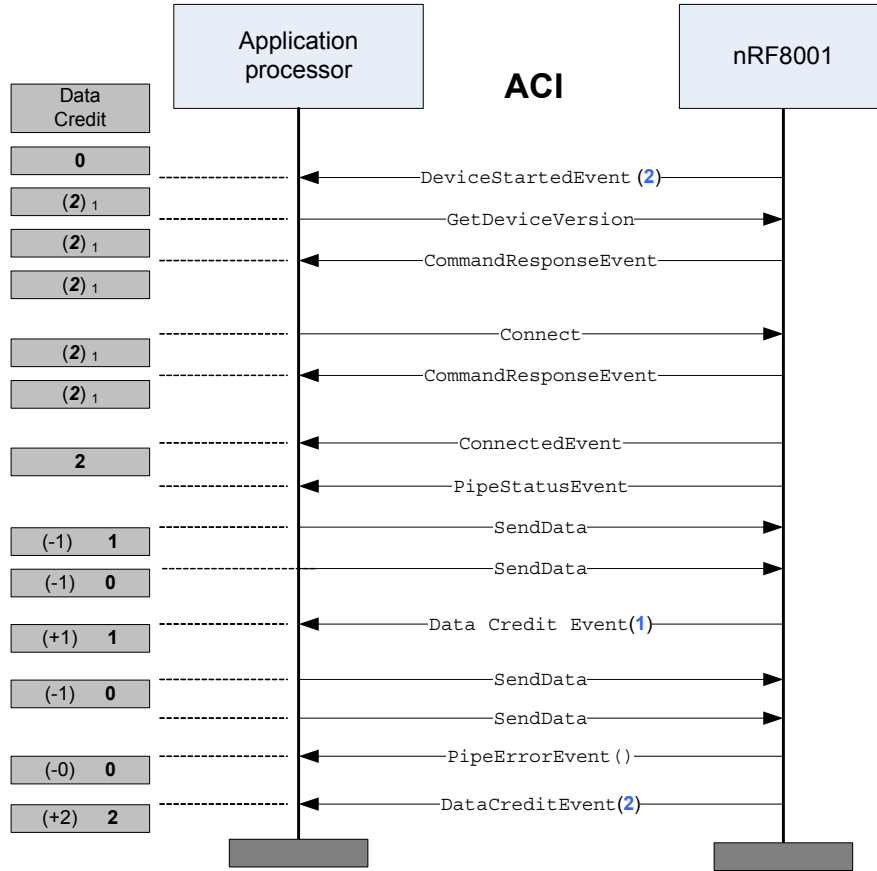 Application
processor
ACI
nRF8001
Data
Credit
0
DeviceStartedEvent (2)
(2) 1
GetDeviceVersion
(2) 1
CommandResponseEvent
(2) 1
Connect
(2) 1
CommandResponseEvent
(2) 1
ConnectedEvent
2
PipeStatusEvent
SendData
(-1) 1
SendData
(-1) 0
Data Credit Event(1)
(+1) 1
SendData
(-1) 0
SendData
PipeErrorEvent()
(-0) 0
DataCreditEvent(2)
(+2) 2